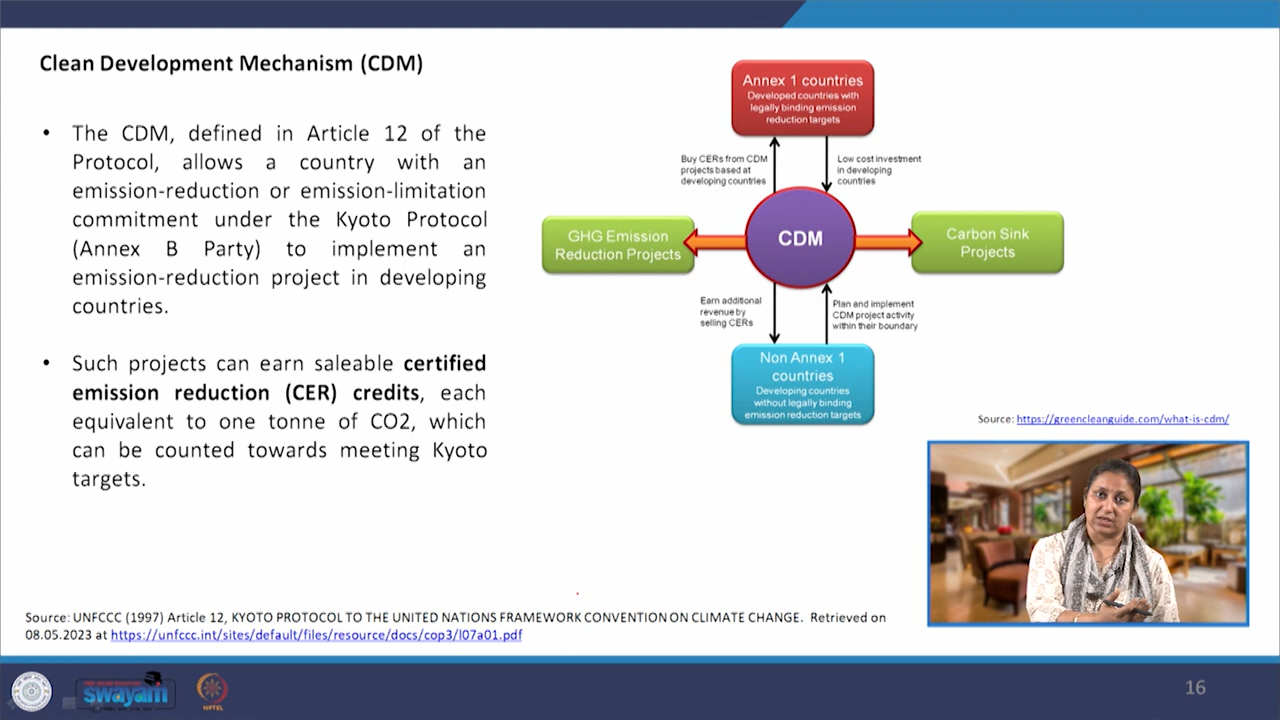 Clean Development Mechanism (CDM)
• The CDM, defined in Article 12 of the
Protocol, allows a country with an
emission-reduction or emission-limitation
commitment under the Kyoto Protocol
(Annex B Party) to implement an
emission-reduction project in developing
countries.
• Such projects can earn saleable certified
emission reduction (CER) credits, each
equivalent to one tonne of CO2, which
can be counted towards meeting Kyoto
targets.
Annex 1 countries
Developed countries with
legally binding emission
reduction targets
Buy CERs from CDM
projects based at
developing countries
Low cost investment
in developing
countries
GHG Emission
Reduction Projects
CDM
Carbon Sink
Projects
Earn additional
revenue by
selling CERs
Plan and implement
CDM project activity
within their boundary
Non Annex 1
countries
Developing countries
without legally binding
emission reduction targets
Source: https://greencleanguide.com/what-is-cdm/
Source: UNFCCC (1997) Article 12, KYOTO PROTOCOL TO THE UNITED NATIONS FRAMEWORK CONVENTION ON CLIMATE CHANGE. Retrieved on
08.05.2023 at https://unfccc.int/sites/default/files/resource/docs/cop3/l07a01.pdf
swayam
NPTEL
16